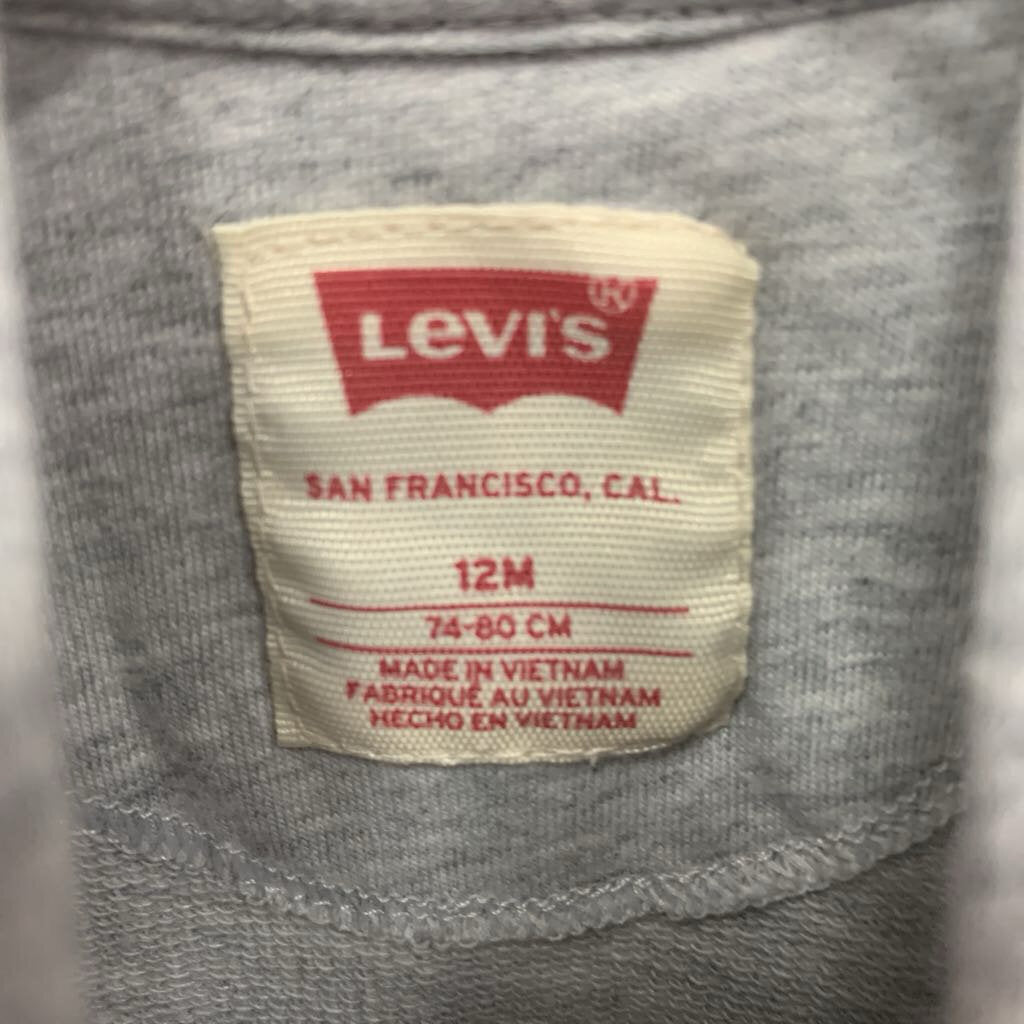 Levi's®
SAN FRANCISCO, CAL.
12M
74-80 CM
MADE IN VIETNAM
FABRIQUÉ AU VIETNAM
HECHO EN VIETNAM